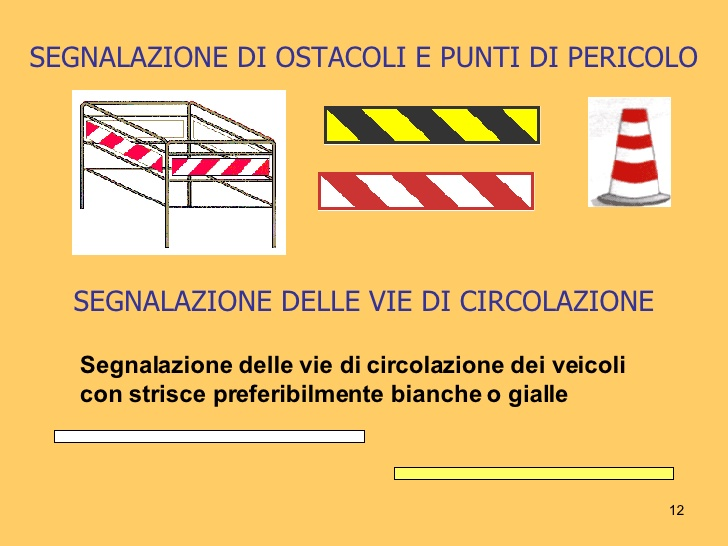 SEGNALAZIONE DI OSTACOLI E PUNTI DI PERICOLO
SEGNALAZIONE DELLE VIE DI CIRCOLAZIONE
Segnalazione delle vie di circolazione dei veicoli
con strisce preferibilmente bianche o gialle
12